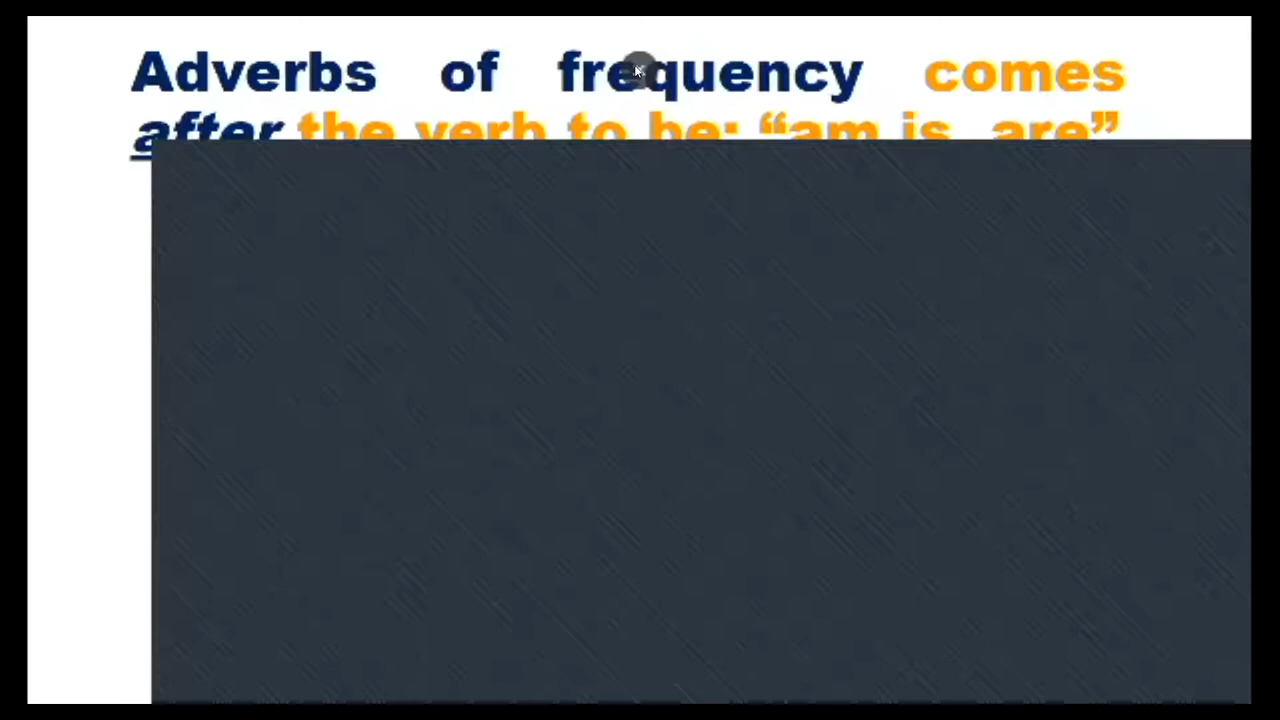 Adverbs of frequency comes
after the verb to be: “am is, are”